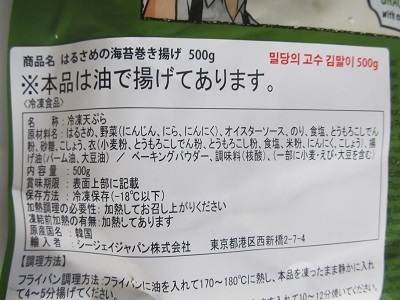 商品名 はるさめの海苔巻き揚げ 500g
밀당의 고수 김말이 500g
※本品は油で揚げてあります。
<冷凍食品>
名称:冷凍天ぷら
原材料名:はるさめ、野菜(にんじん、にら、にんにく)、オイスターソース、のり、食塩、とうもろこしでん
粉、砂糖、こしょう、衣(小麦粉、とうもろこしでん粉、とうもろこし粉、食塩、米粉、にんにく、こしょう)、揚
げ油(パーム油、大豆油) / ベーキングパウダー、調味料(核酸)、(一部に小麦・えび・大豆を含む)
内容量:500g
賞味期限:表面上部に記載
保存方法:冷凍保存(-18℃以下)
加熱調理の必要性:加熱してお召し上がりください
凍結前加熱の有無:加熱してあります
原産国名:韓国
輸入者:シージェイジャパン株式会社 東京都港区西新橋2-7-4
【調理方法】
フライパン調理方法:フライパンに油を入れて170~180℃に熱し、本品を凍ったまま静かに入れ
て4~5分揚げてください。